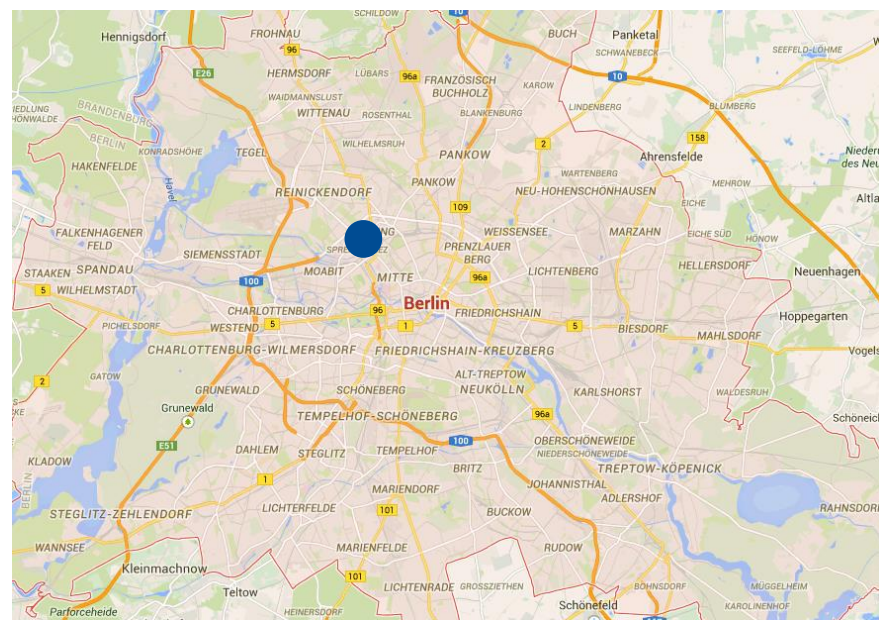 SCHILDOW
10
Hennigsdorf
FROHNAU
BUCH
Panketal
96
SCHWANEBECK
SEEFELD-LÖHME
E26
HERMSDORF
LÜBARS
96a
FRANZÖSISCH
BUCHHOLZ
KAROW
10
WAIDMANNSLUST
BLUMBERG
BRANDENBURG
BERLIN
WITTENAU
ROSENTHAL
BLANKENBURG
LINDENBERG
KONRADSHÖHE
TEGEL
WILHELMSRUH
2
158
PANKOW
Ahrensfelde
HAKENFELDE
WARTENBERG
Havel
REINICKENDORF
PANKOW
NEU-HOHENSCHÖNHAUSEN
MEHROW
109
EICHE
FALKENHAGENER
FELD
WEISSENSEE
MARZAHN
EICHE SÜD
HÖNOW
SIEMENSSTADT
PRENZLAUER
BERG
STAAKEN
SPANDAU
MOABIT
MITTE
96a
LICHTENBERG
HELLERSDORF
Neuenhagen
5
WILHELMSTADT
100
Berlin
CHARLOTTENBURG
96
FRIEDRICHSHAIN
Hoppegarten
PICHELSDORF
WESTEND
5
1
5
BIESDORF
MAHLSDORF
CHARLOTTENBURG-WILMERSDORF
FRIEDRICHSHAIN-KREUZBERG
2
GATOW
ALT-TREPTOW
GRUNEWALD
SCHÖNEBERG
NEUKÖLLN
KARLSHORST
WALDESRUH
Grunewald
TEMPELHOF-SCHÖNEBERG
96a
E51
100
OBERSCHÖNEWEIDE
DAHLEM
STEGLITZ
TEMPELHOF
NIEDERSCHÖNEWEIDE
KLADOW
BRITZ
TREPTOW-KÖPENICK
1
JOHANNISTHAL
BERLIN
MARIENDORF
ADLERSHOF
STEGLITZ-ZEHLENDORF
LICHTERFELDE
101
BUCKOW
WANNSEE
MARIENFELDE
RUDOW
Kleinmachnow
101
Teltow
LICHTENRADE
GROSSZIETHEN
BOHNSDORF
MÜGGELHEIM
Parforceheide
HEINERSDORF
Schönefeld
KAROLINENHOF